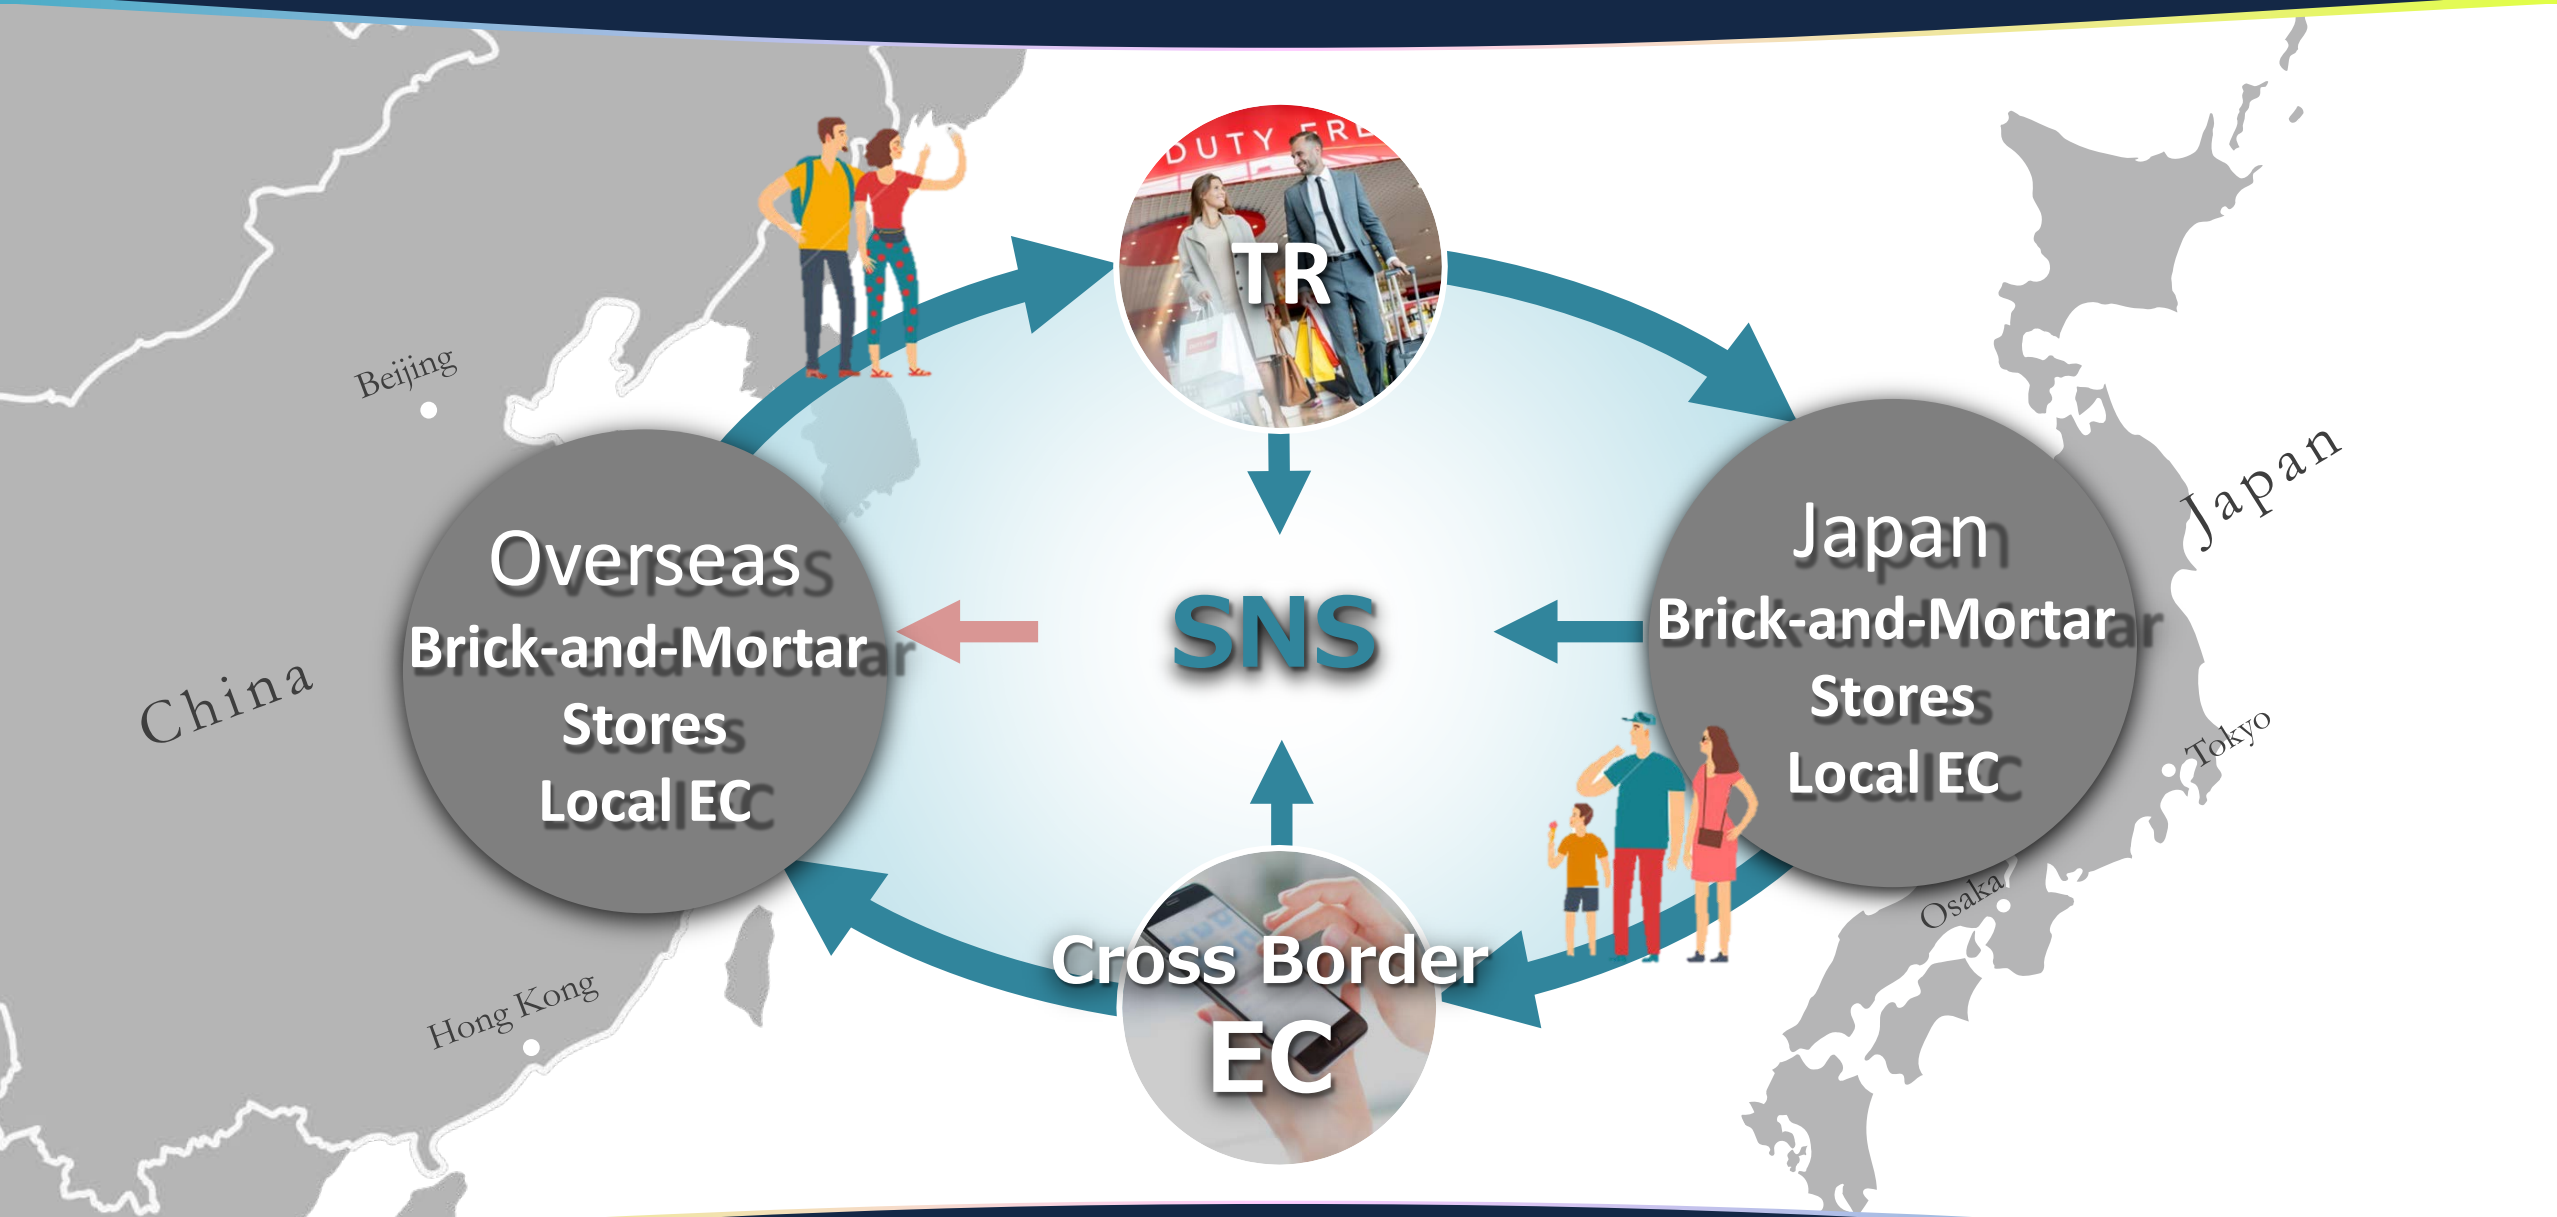 DUTY FRE
TR
Beijing
Japan
Overseas
Brick-and-Mortar
Stores
Local EC
SNS
Japan
Brick-and-Mortar
Stores
Local EC
China
Tokyo
Osaka
Cross Border
EC
Hong Kong